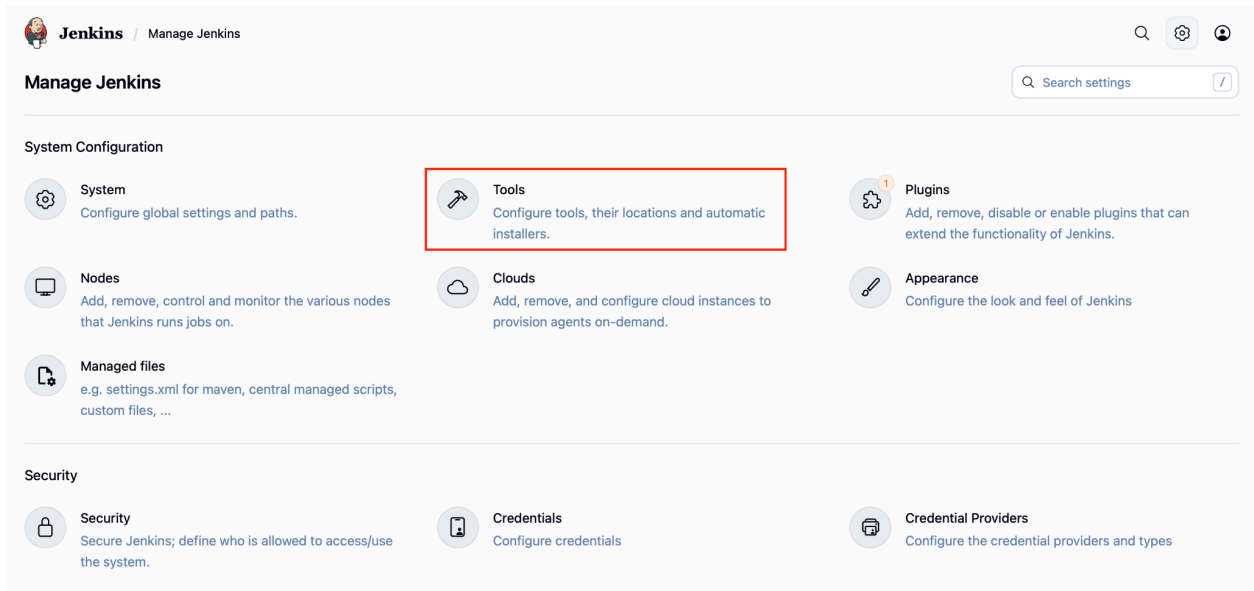 Jenkins / Manage Jenkins
Manage Jenkins
Search settings /
System Configuration
System
Configure global settings and paths.
Tools
Configure tools, their locations and automatic
installers.
1
Plugins
Add, remove, disable or enable plugins that can
extend the functionality of Jenkins.
Nodes
Add, remove, control and monitor the various nodes
that Jenkins runs jobs on.
Clouds
Add, remove, and configure cloud instances to
provision agents on-demand.
Appearance
Configure the look and feel of Jenkins
Managed files
e.g. settings.xml for maven, central managed scripts,
custom files, ...
Security
Security
Secure Jenkins; define who is allowed to access/use
the system.
Credentials
Configure credentials
Credential Providers
Configure the credential providers and types